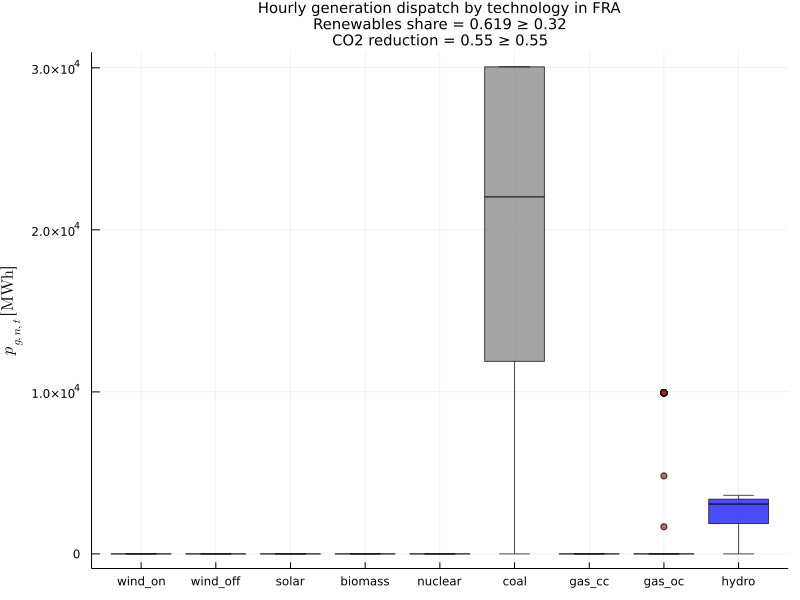 Hourly generation dispatch by technology in FRA
Renewables share = 0.619 ≥ 0.32
CO2 reduction = 0.55 ≥ 0.55
3.0×10⁴
2.0×10⁴
1.0×10⁴
0
p_{g,n,t} [MWh]
wind_on wind_off solar biomass nuclear coal gas_cc gas_oc hydro